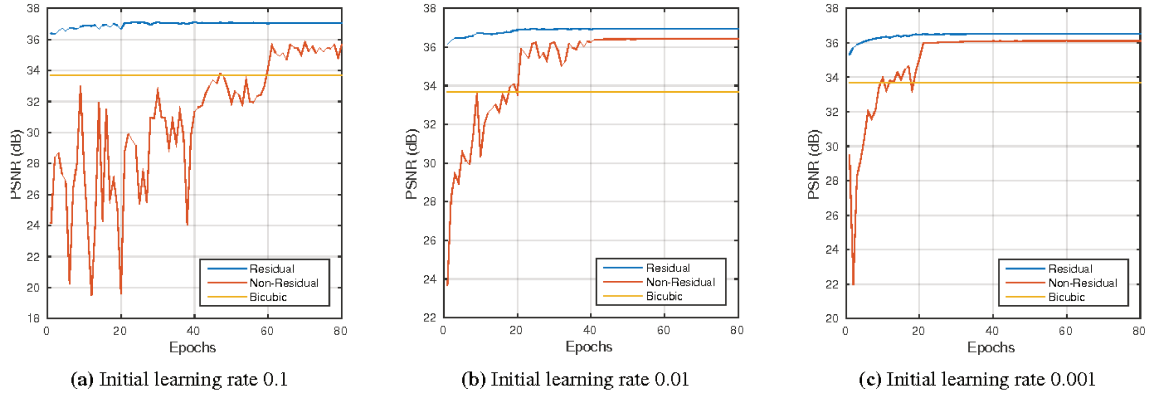 38
36
34
32
30
28
26
24
22
20
18
PSNR (dB)
0 20 40 60 80
Epochs
Residual
Non-Residual
Bicubic
(a) Initial learning rate 0.1
38
36
34
32
30
28
26
24
22
PSNR (dB)
0 20 40 60 80
Epochs
Residual
Non-Residual
Bicubic
(b) Initial learning rate 0.01
38
36
34
32
30
28
26
24
22
20
PSNR (dB)
0 20 40 60 80
Epochs
Residual
Non-Residual
Bicubic
(c) Initial learning rate 0.001